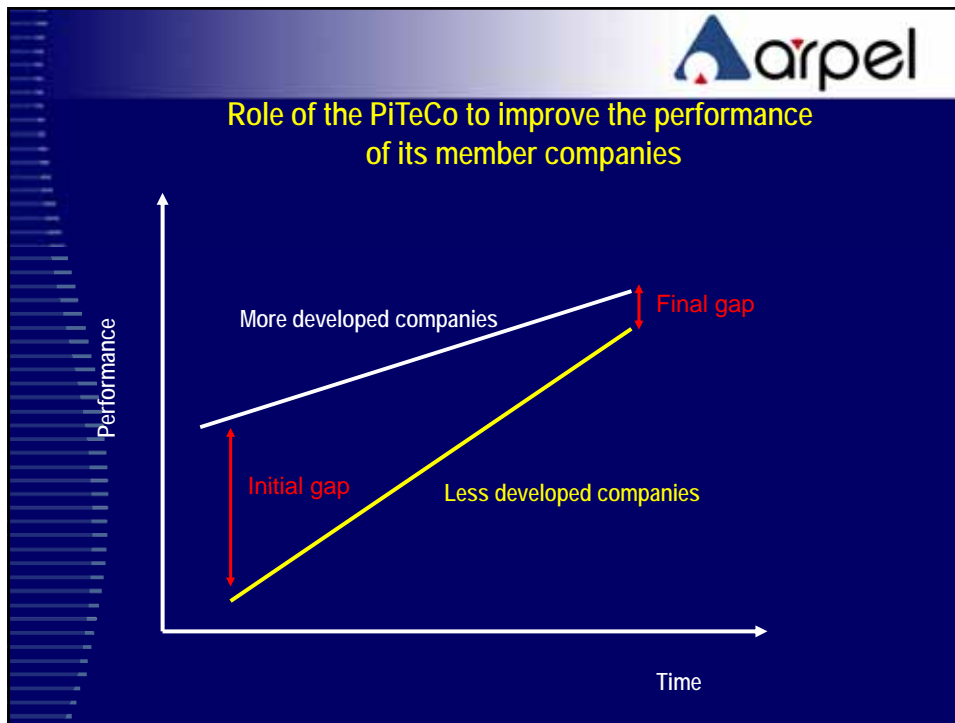 arpel
Role of the PiTeCo to improve the performance
of its member companies
Final gap
More developed companies
Performance
Initial gap
Less developed companies
Time